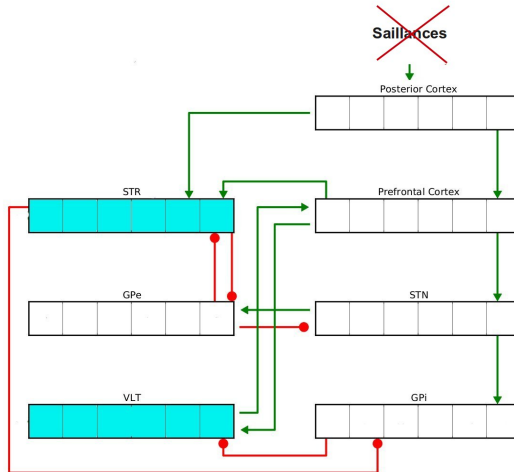 Saillances
Posterior Cortex
STR
Prefrontal Cortex
GPe
STN
VLT
GPi